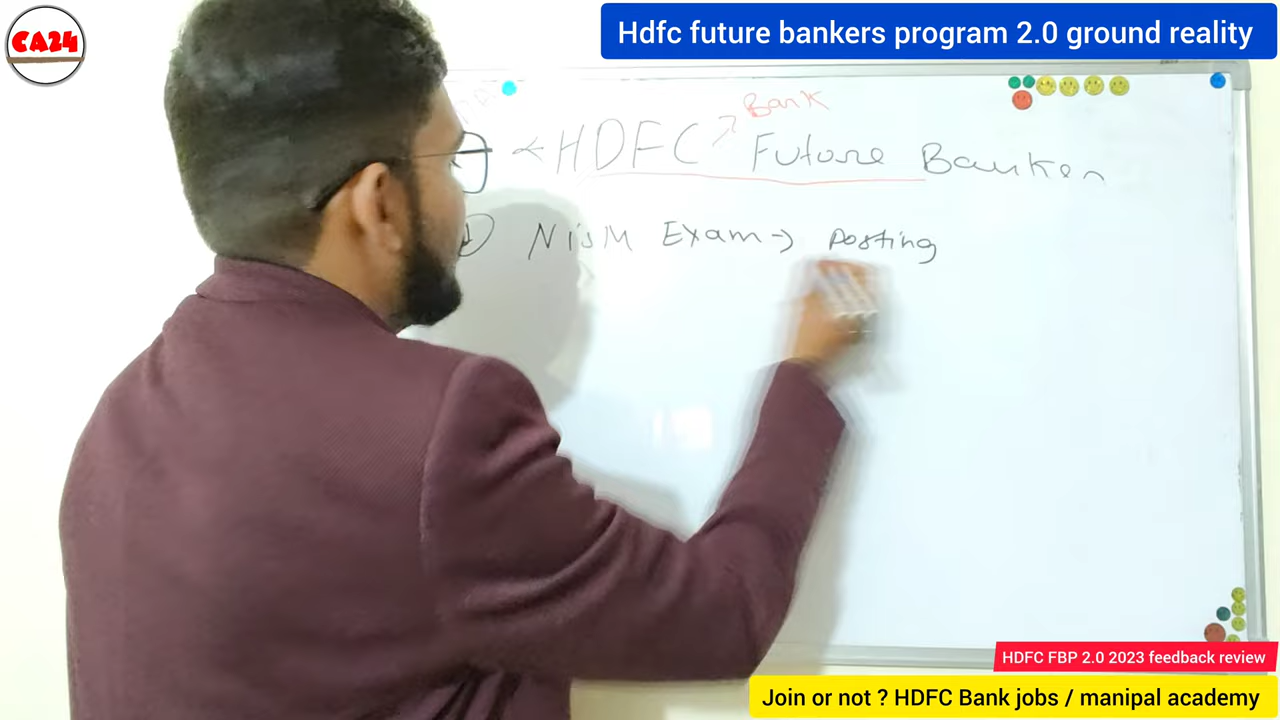 CA24
Hdfc future bankers program 2.0 ground reality
Bank
HDFC Future Banker
NISM Exam → Posting
HDFC FBP 2.0 2023 feedback review
Join or not ? HDFC Bank jobs / manipal academy